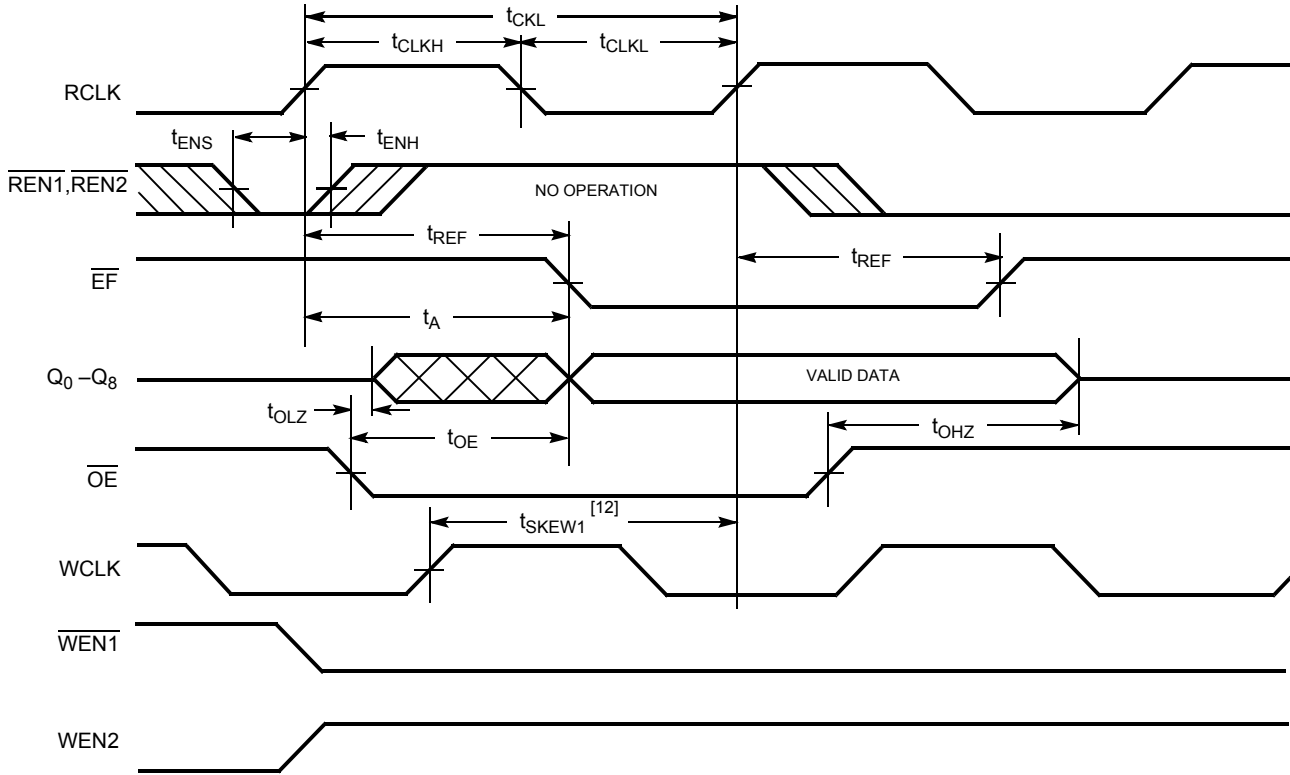 tCKL
tCLKH
tCLKL
RCLK
tENS
tENH
REN1,REN2
NO OPERATION
tREF
tREF
EF
tA
Q0 –Q8
VALID DATA
tOLZ
tOE
tOHZ
OE
tSKEW1 [12]
WCLK
WEN1
WEN2